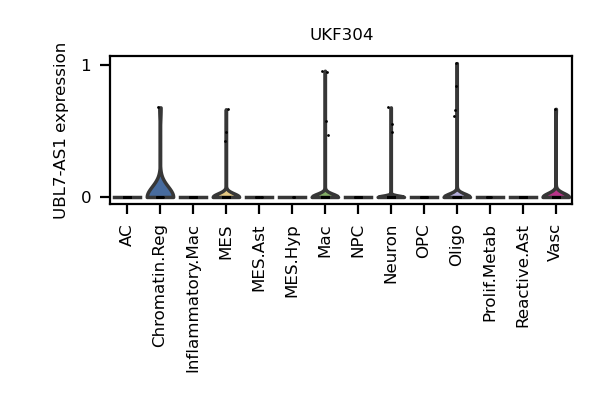 UKF304
UBL7-AS1 expression
1
0
AC
Chromatin.Reg
Inflammatory.Mac
MES
MES.Ast
MES.Hyp
Mac
NPC
Neuron
OPC
Oligo
Prolif.Metab
Reactive.Ast
Vasc